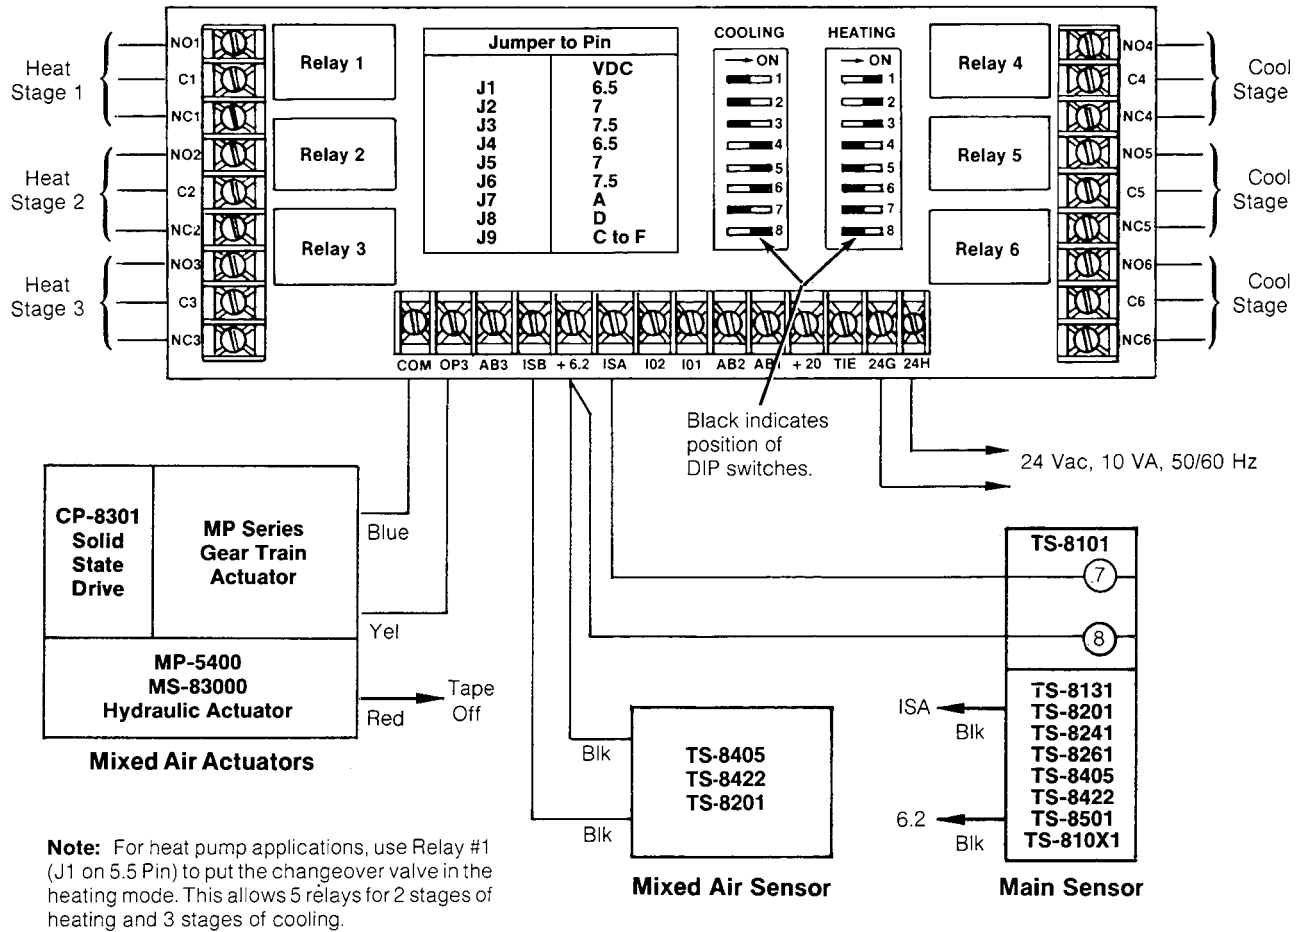 Heat
Stage 1
Heat
Stage 2
Heat
Stage 3
NO1
C1
NC1
NO2
C2
NC2
NO3
C3
NC3
Relay 1
Relay 2
Relay 3
Jumper to Pin
VDC
J1 6.5
J2 7
J3 7.5
J4 6.5
J5 7
J6 7.5
J7 A
J8 D
J9 C to F
COOLING
→ ON
1
2
3
4
5
6
7
8
HEATING
→ ON
1
2
3
4
5
6
7
8
Relay 4
Relay 5
Relay 6
NO4
C4
NC4
NO5
C5
NC5
NO6
C6
NC6
Cool
Stage
Cool
Stage
Cool
Stage
COM OP3 AB3 ISB +6.2 ISA I02 I01 AB2 AB1 +20 TIE 24G 24H
Black indicates
position of
DIP switches.
24 Vac, 10 VA, 50/60 Hz
CP-8301
Solid
State
Drive
MP Series
Gear Train
Actuator
Blue
Yel
MP-5400
MS-83000
Hydraulic Actuator
Red
Tape
Off
Mixed Air Actuators
Blk
Blk
TS-8405
TS-8422
TS-8201
Mixed Air Sensor
TS-8101
7
8
ISA
Blk
6.2
Blk
TS-8131
TS-8201
TS-8241
TS-8261
TS-8405
TS-8422
TS-8501
TS-810X1
Main Sensor
Note: For heat pump applications, use Relay #1
(J1 on 5.5 Pin) to put the changeover valve in the
heating mode. This allows 5 relays for 2 stages of
heating and 3 stages of cooling.